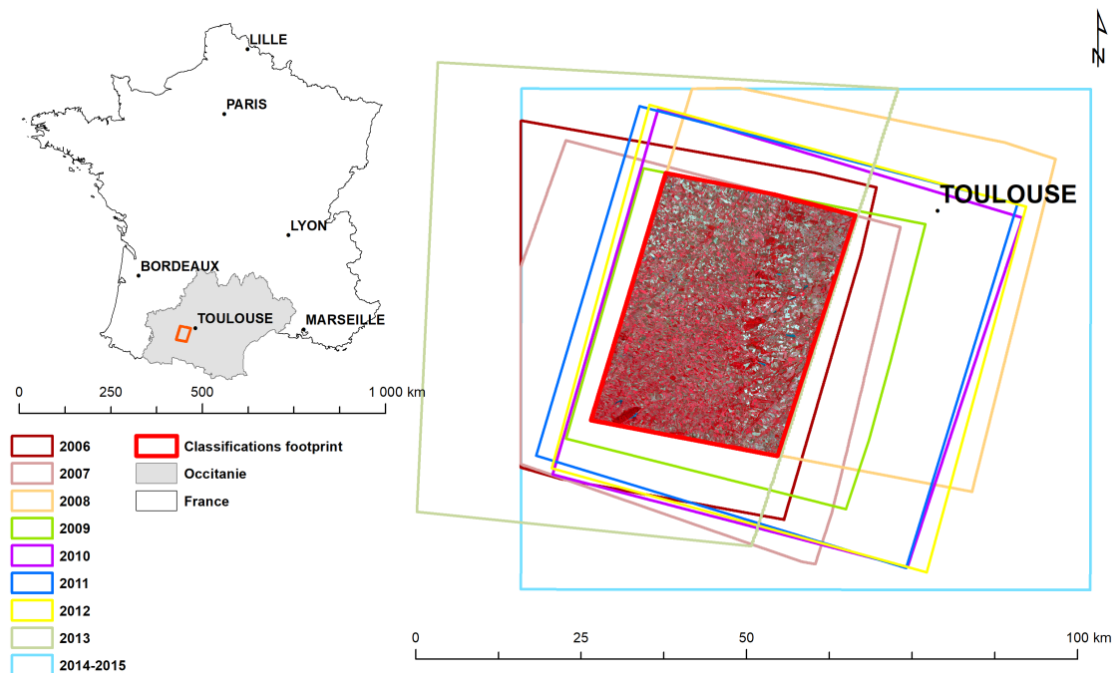 LILLE
PARIS
LYON
BORDEAUX
TOULOUSE
MARSEILLE
0 250 500 1 000 km
2006
2007
2008
2009
2010
2011
2012
2013
2014-2015
Classifications footprint
Occitanie
France
N
TOULOUSE
0 25 50 100 km